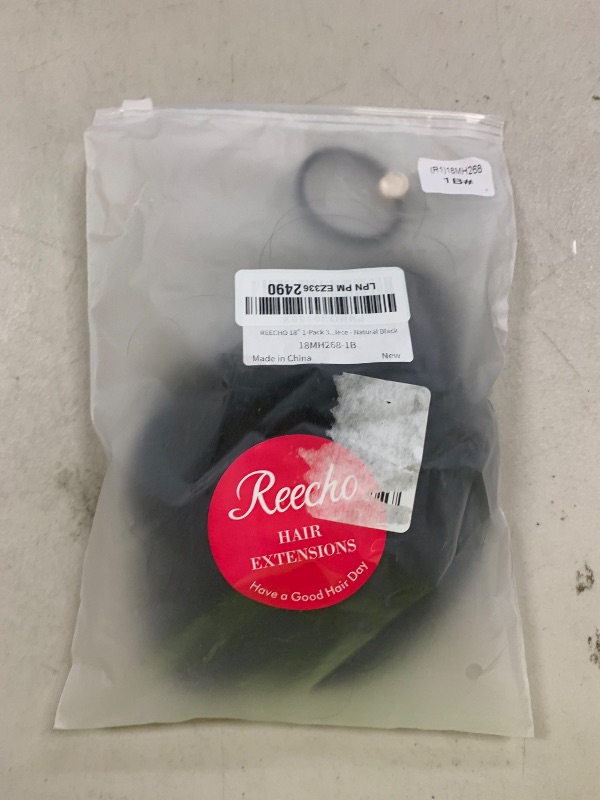 (R1)18MH268
1B#
LPN PM EZ336 2490
REECHO 18" 1-Pack 3...iece - Natural Black
18MH268-1B
Made in China New
Reecho
HAIR
EXTENSIONS
Have a Good Hair Day